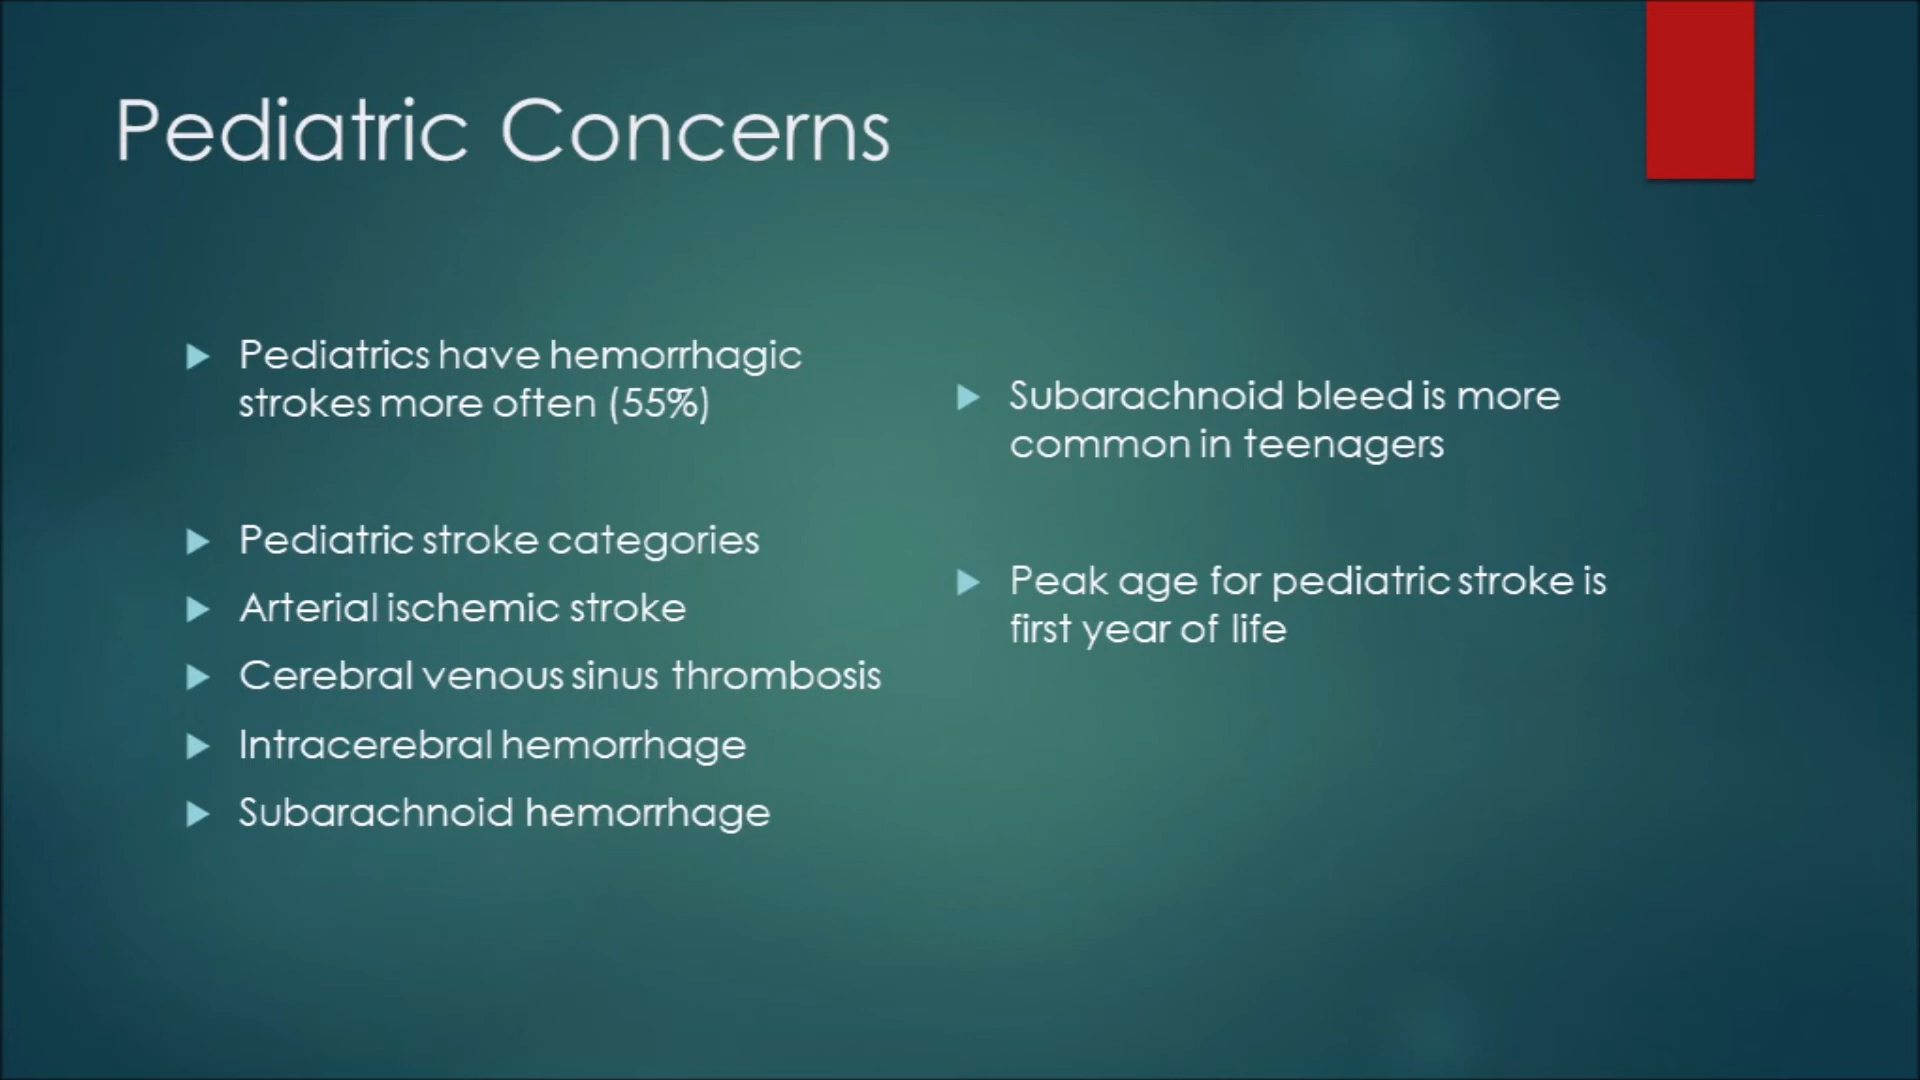 Pediatric Concerns
Pediatrics have hemorrhagic
strokes more often (55%)
Pediatric stroke categories
Arterial ischemic stroke
Cerebral venous sinus thrombosis
Intracerebral hemorrhage
Subarachnoid hemorrhage
Subarachnoid bleed is more
common in teenagers
Peak age for pediatric stroke is
first year of life